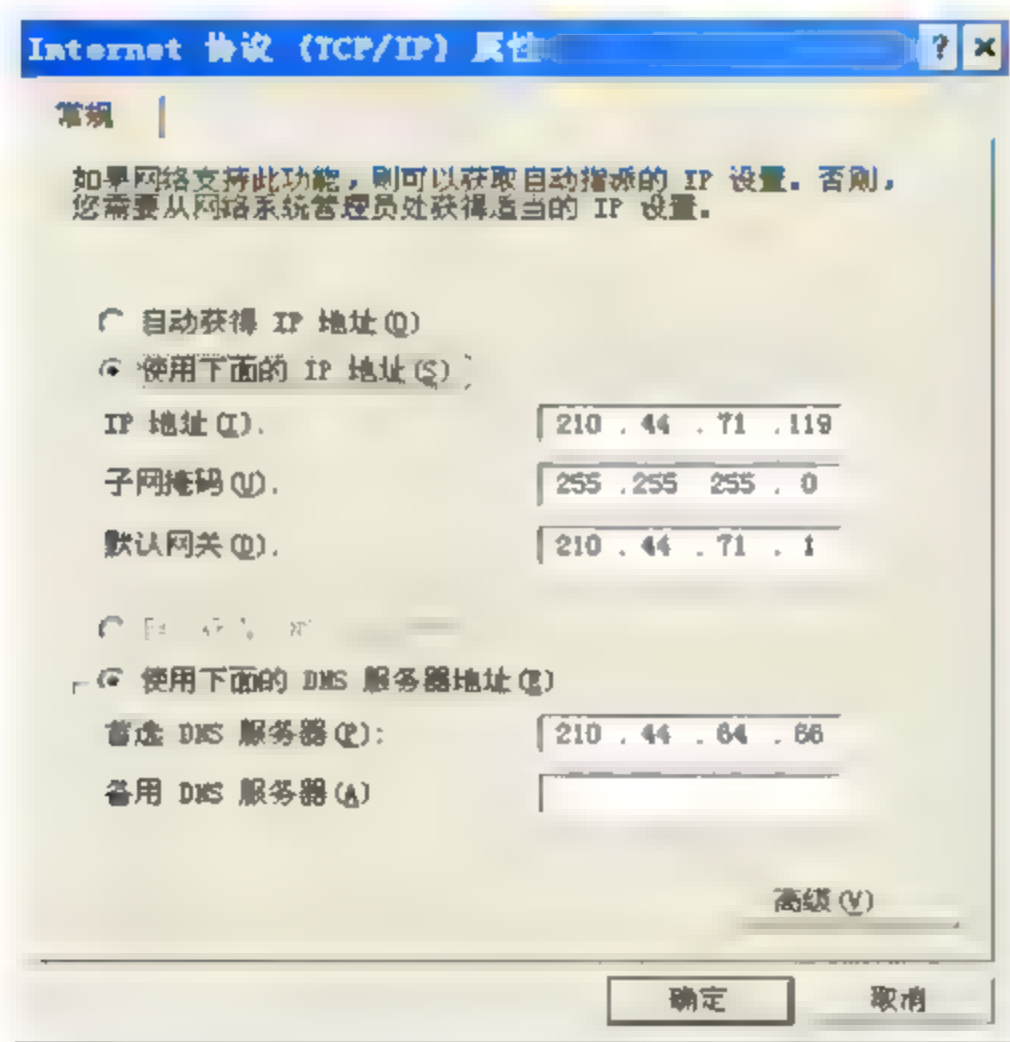 Internet 协议 (TCP/IP) 属性
常规
如果网络支持此功能，则可以获取自动指派的 IP 设置。否则，
您需要从网络系统管理员处获得适当的 IP 设置。
自动获得 IP 地址(O)
使用下面的 IP 地址(S)
IP 地址(I). 210 . 44 . 71 .119
子网掩码(U). 255 .255 255 . 0
默认网关(D). 210 . 44 . 71 . 1
使用下面的 DNS 服务器地址(E)
首选 DNS 服务器(P): 210 . 44 . 64 . 66
备用 DNS 服务器(A)
高级(V)
确定 取消